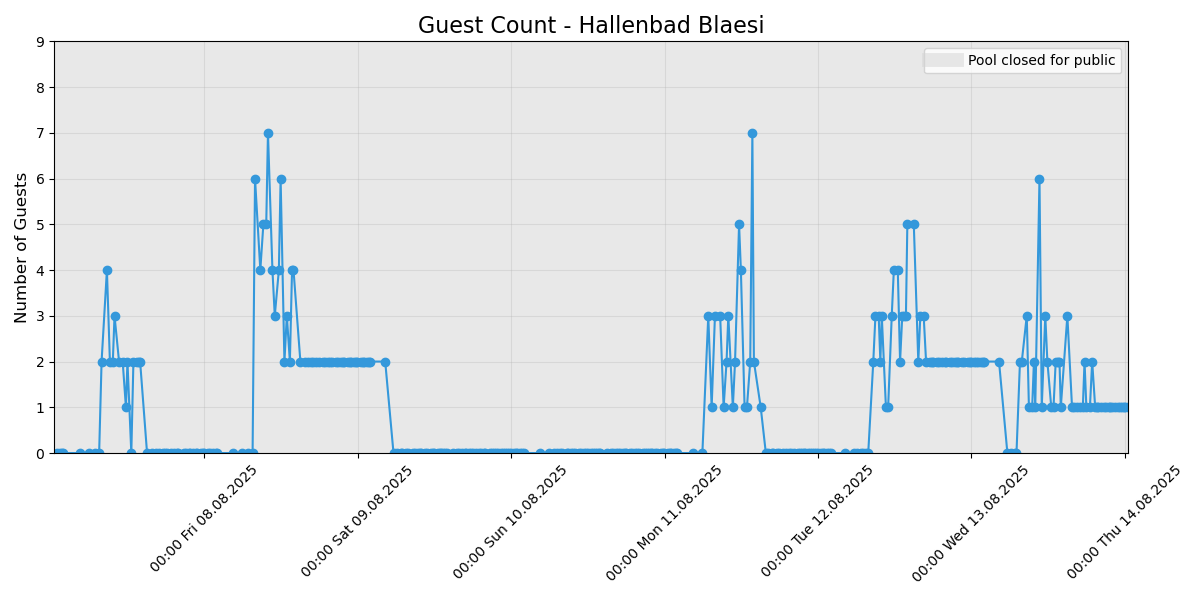 Guest Count - Hallenbad Blaesi
Pool closed for public
Number of Guests
9
8
7
6
5
4
3
2
1
0
00:00 Fri 08.08.2025
00:00 Sat 09.08.2025
00:00 Sun 10.08.2025
00:00 Mon 11.08.2025
00:00 Tue 12.08.2025
00:00 Wed 13.08.2025
00:00 Thu 14.08.2025